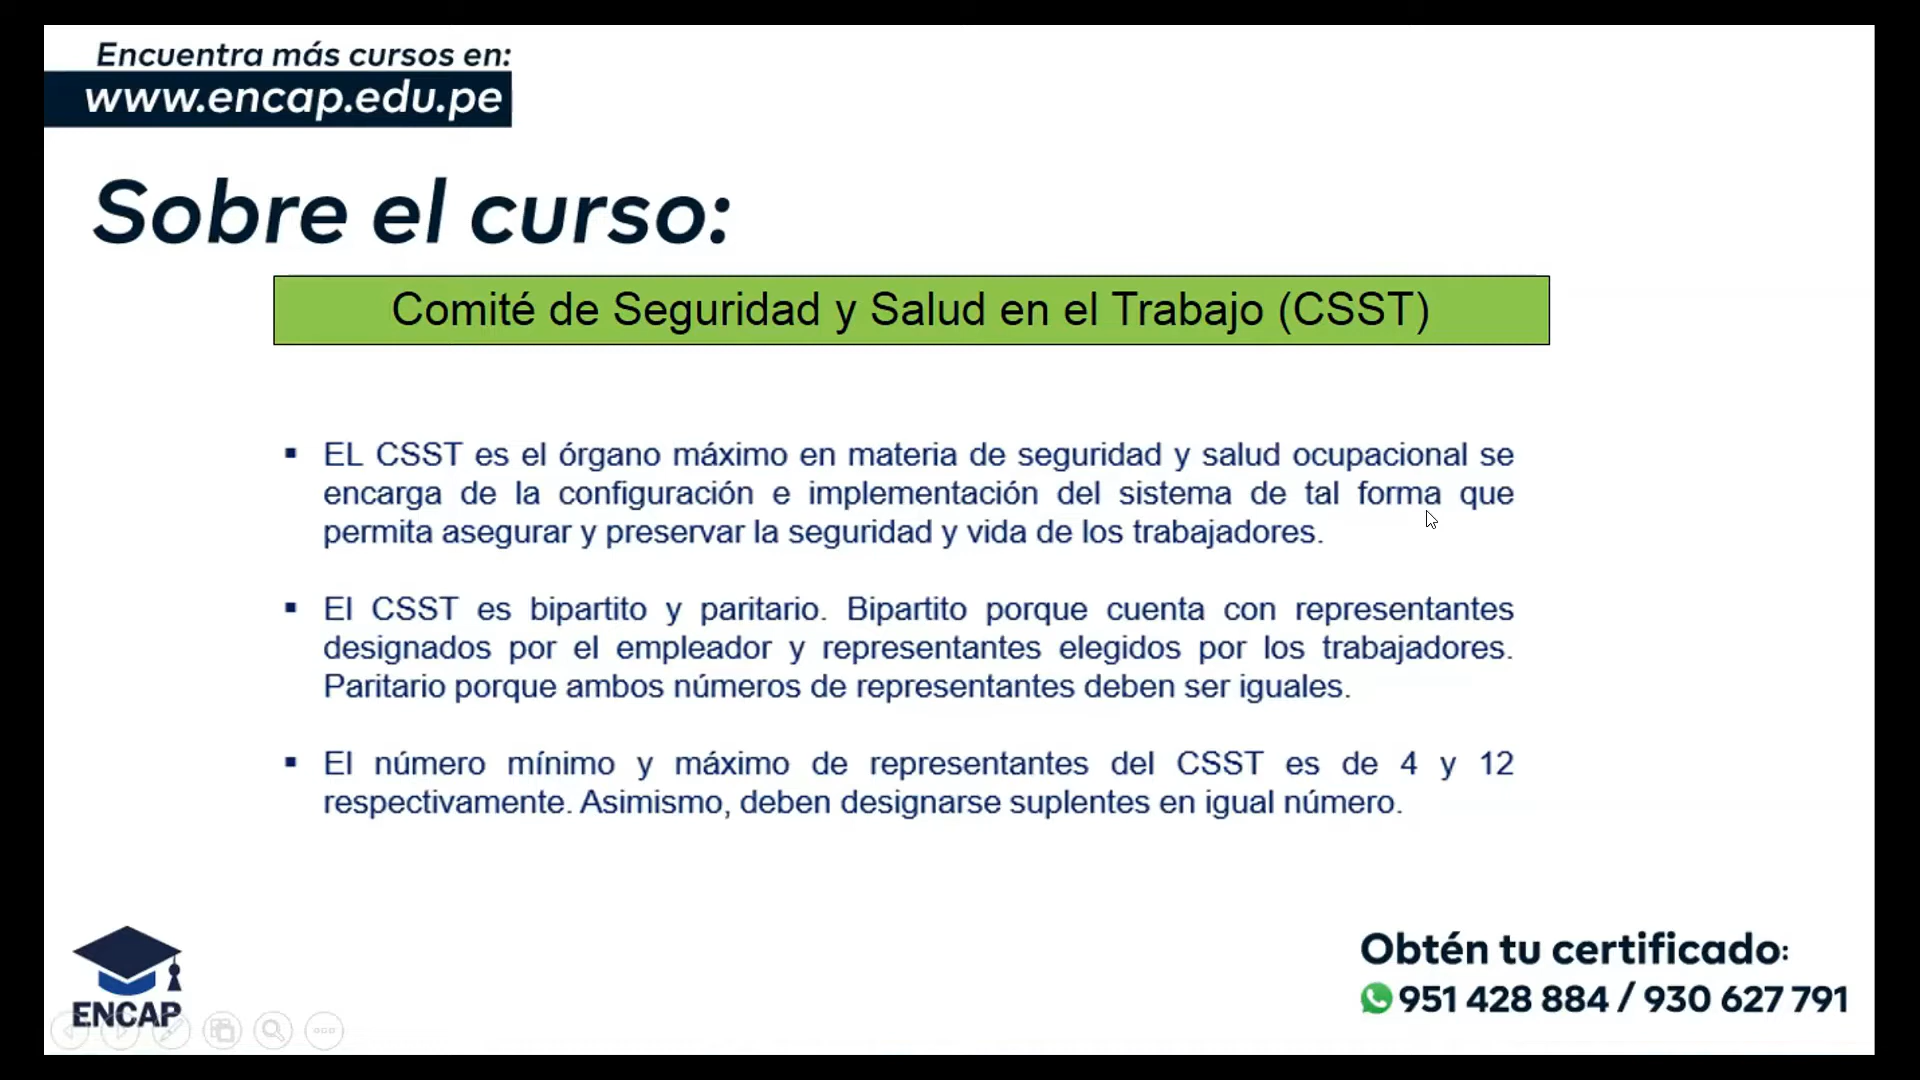 Encuentra más cursos en:
www.encap.edu.pe
Sobre el curso:
Comité de Seguridad y Salud en el Trabajo (CSST)
▪ EL CSST es el órgano máximo en materia de seguridad y salud ocupacional se
encarga de la configuración e implementación del sistema de tal forma que
permita asegurar y preservar la seguridad y vida de los trabajadores.
▪ El CSST es bipartito y paritario. Bipartito porque cuenta con representantes
designados por el empleador y representantes elegidos por los trabajadores.
Paritario porque ambos números de representantes deben ser iguales.
▪ El número mínimo y máximo de representantes del CSST es de 4 y 12
respectivamente. Asimismo, deben designarse suplentes en igual número.
ENCAP
Obtén tu certificado:
951 428 884 / 930 627 791